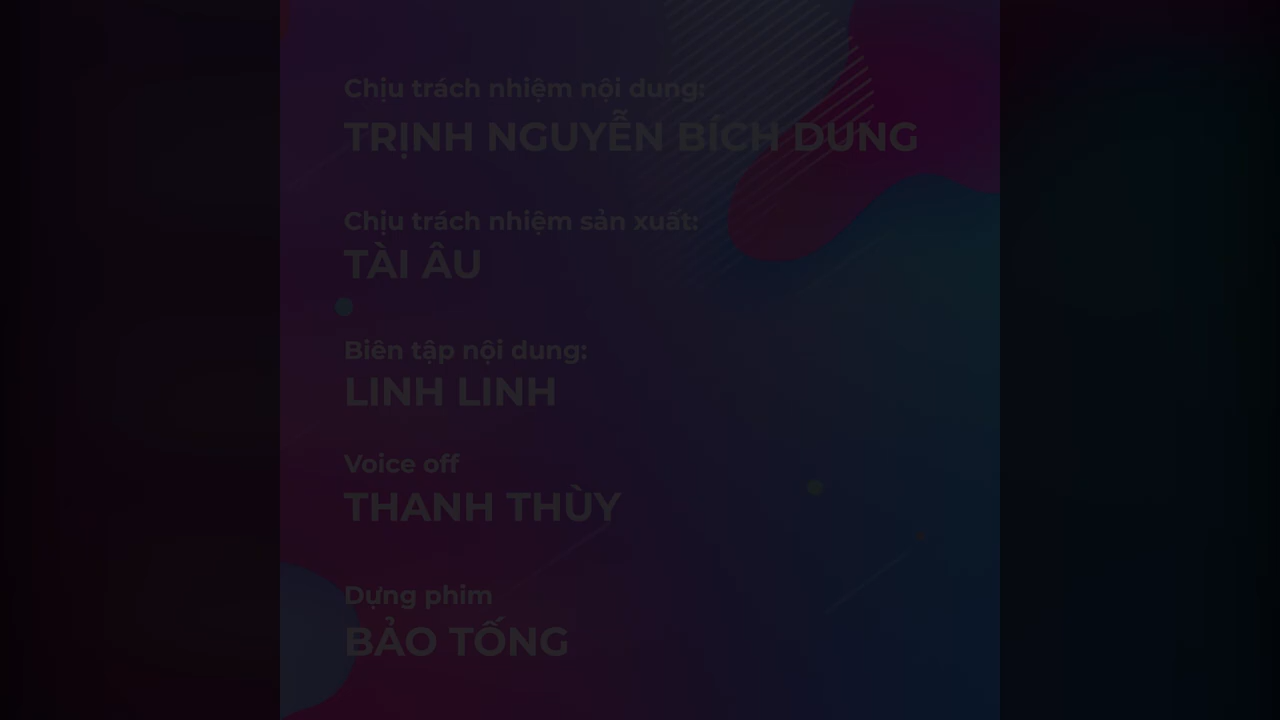 Chịu trách nhiệm nội dung:
TRỊNH NGUYỄN BÍCH DUNG
Chịu trách nhiệm sản xuất:
TÀI ÂU
Biên tập nội dung:
LINH LINH
Voice off
THANH THÙY
Dựng phim
BẢO TỐNG